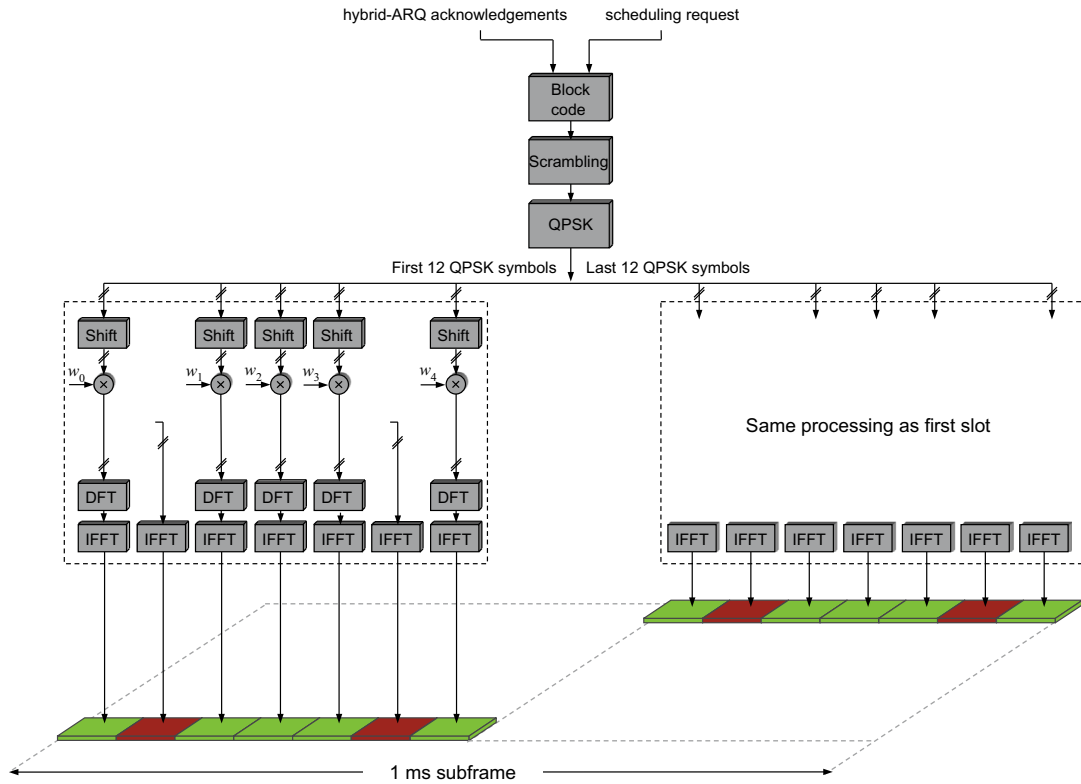 hybrid-ARQ acknowledgements scheduling request
Block
code
Scrambling
QPSK
First 12 QPSK symbols Last 12 QPSK symbols
Shift Shift Shift Shift Shift
w0 × w1 × w2 × w3 × w4 ×
Same processing as first slot
DFT DFT DFT DFT DFT
IFFT IFFT IFFT IFFT IFFT IFFT IFFT
IFFT IFFT IFFT IFFT IFFT IFFT IFFT
1 ms subframe